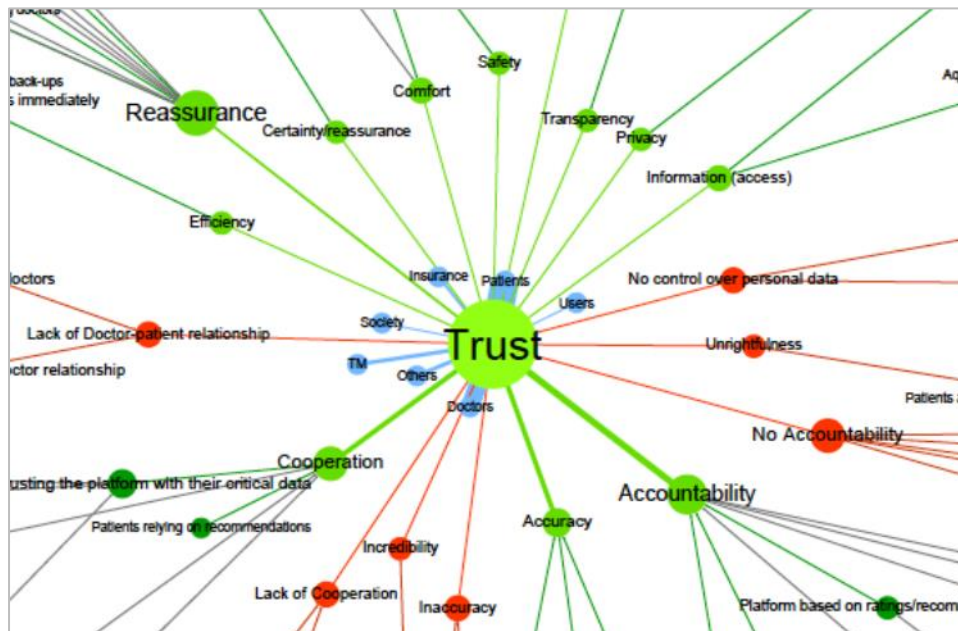 doctors
back-ups
s immediately
Reassurance
Certainty/reassurance
Comfort
Safety
Transparency
Privacy
Information (access)
Aq
Efficiency
Insurance
Patients
Users
No control over personal data
doctors
Lack of Doctor-patient relationship
Society
Trust
Unrightfulness
ctor relationship
TM
Others
Doctors
Patients a
No Accountability
Cooperation
usting the platform with their critical data
Accountability
Patients relying on recommendations
Accuracy
Incredibility
Lack of Cooperation
Inaccuracy
Platform based on ratings/recom